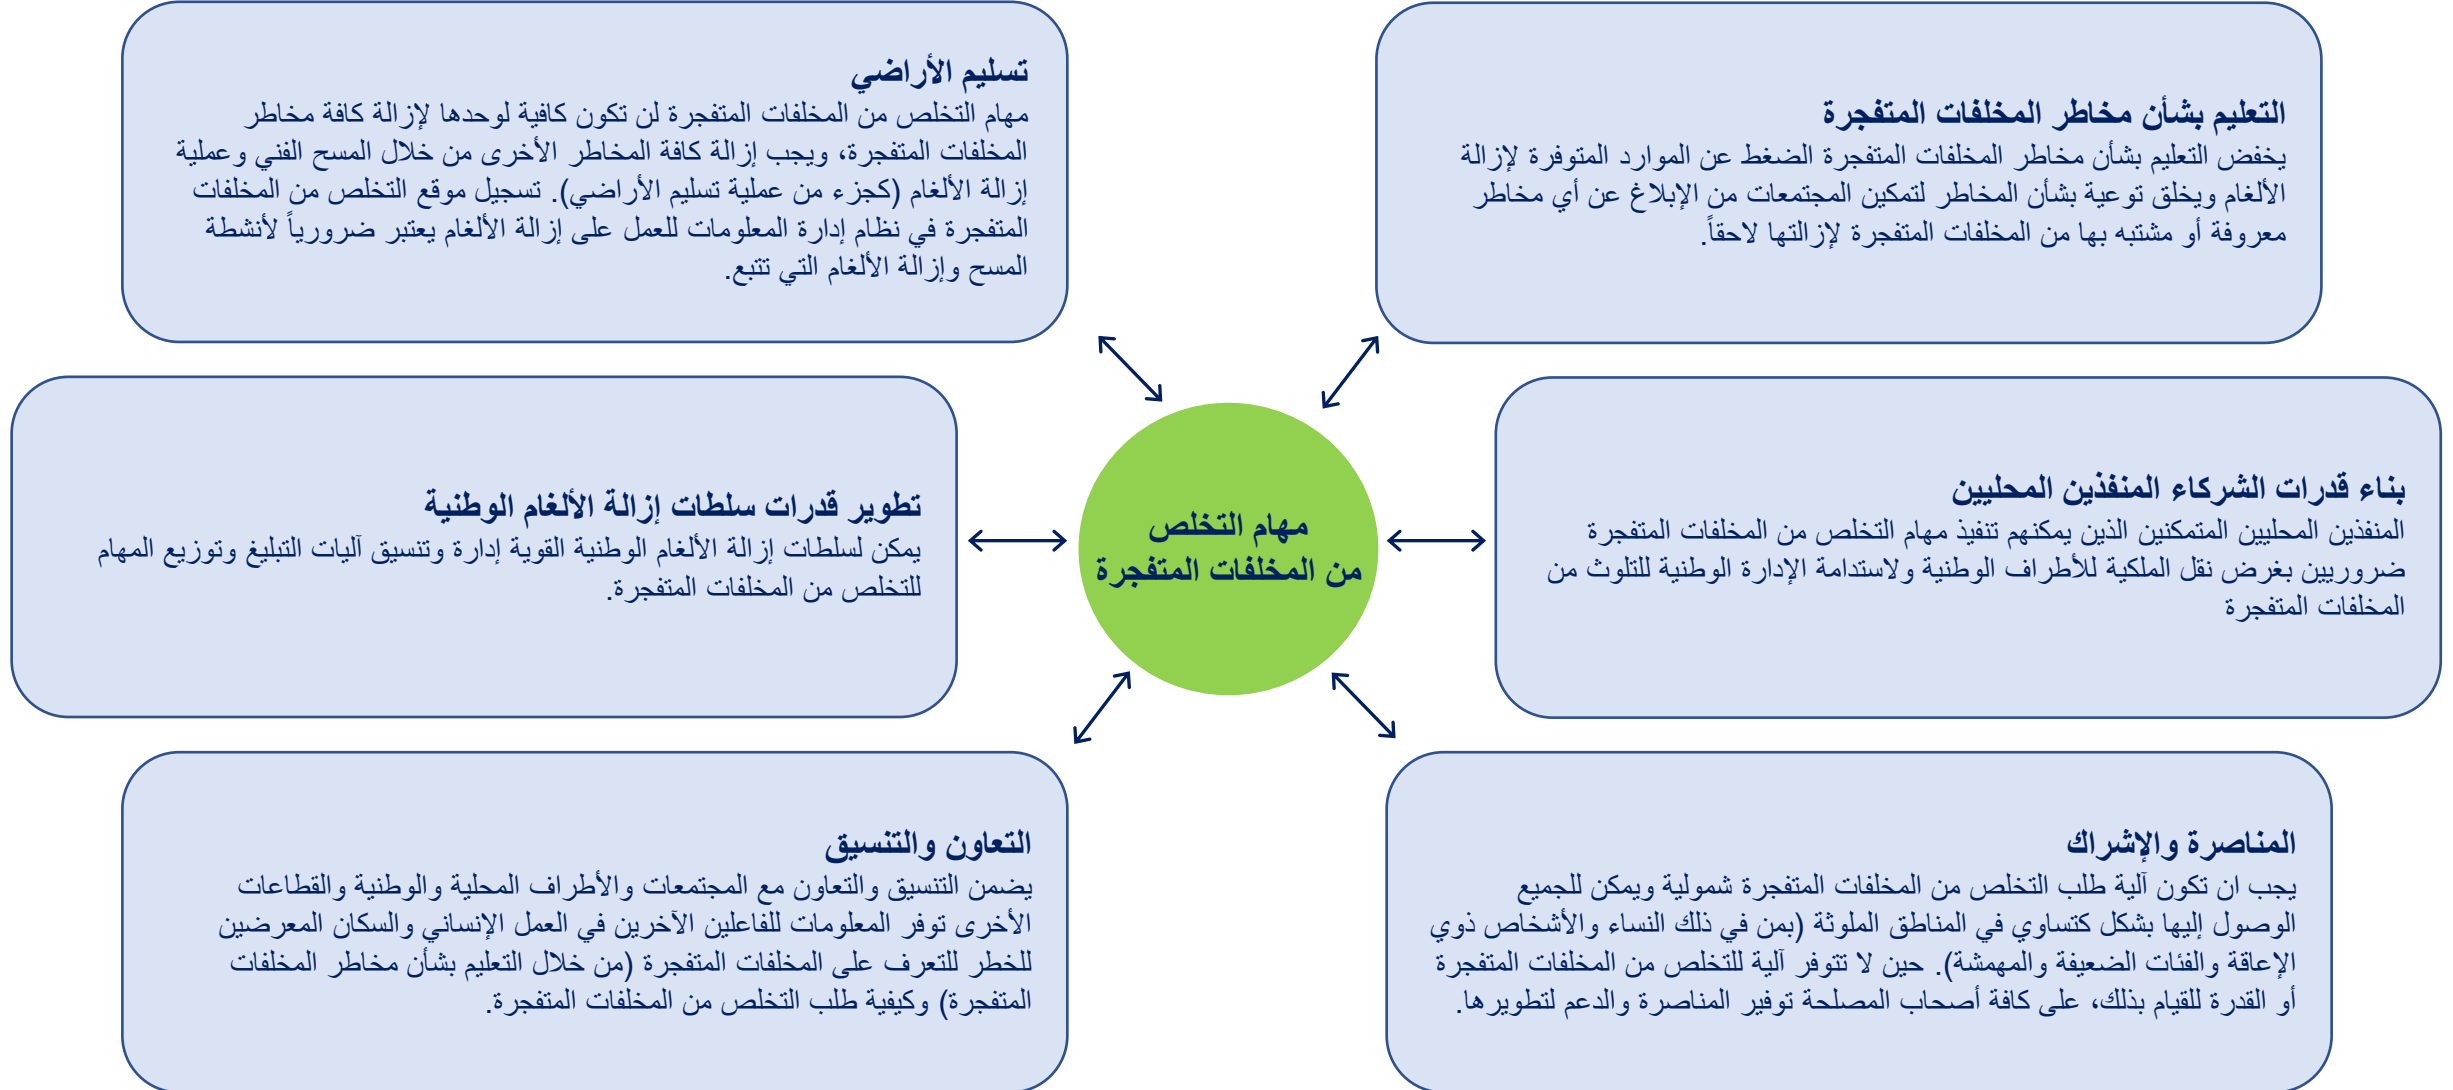 التعليم بشأن مخاطر المخلفات المتفجرة
يخفض التعليم بشأن مخاطر المخلفات المتفجرة الضغط عن الموارد المتوفرة لإزالة
الألغام ويخلق توعية بشأن المخاطر لتمكين المجتمعات من الإبلاغ عن أي مخاطر
معروفة أو مشتبه بها من المخلفات المتفجرة لإزالتها لاحقاً.
تسليم الأراضي
مهام التخلص من المخلفات المتفجرة لن تكون كافية لوحدها لإزالة كافة مخاطر
المخلفات المتفجرة، ويجب إزالة كافة المخاطر الأخرى من خلال المسح الفني وعملية
إزالة الألغام (كجزء من عملية تسليم الأراضي). تسجيل موقع التخلص من المخلفات
المتفجرة في نظام إدارة المعلومات للعمل على إزالة الألغام يعتبر ضرورياً لأنشطة
المسح وإزالة الألغام التي تتبع.
بناء قدرات الشركاء المنفذين المحليين
المنفذين المحليين المتمكنين الذين يمكنهم تنفيذ مهام التخلص من المخلفات المتفجرة
ضروريين بغرض نقل الملكية للأطراف الوطنية ولاستدامة الإدارة الوطنية للتلوث من
المخلفات المتفجرة
مهام التخلص
من المخلفات المتفجرة
تطوير قدرات سلطات إزالة الألغام الوطنية
يمكن لسلطات إزالة الألغام الوطنية القوية إدارة وتنسيق آليات التبليغ وتوزيع المهام
للتخلص من المخلفات المتفجرة.
المناصرة والإشراك
يجب ان تكون آلية طلب التخلص من المخلفات المتفجرة شمولية ويمكن للجميع
الوصول إليها بشكل كتساوي في المناطق الملوثة (بمن في ذلك النساء والأشخاص ذوي
الإعاقة والفئات الضعيفة والمهمشة). حين لا تتوفر آلية للتخلص من المخلفات المتفجرة
أو القدرة للقيام بذلك، على كافة أصحاب المصلحة توفير المناصرة والدعم لتطويرها.
التعاون والتنسيق
يضمن التنسيق والتعاون مع المجتمعات والأطراف المحلية والوطنية والقطاعات
الأخرى توفر المعلومات للفاعلين الآخرين في العمل الإنساني والسكان المعرضين
للخطر للتعرف على المخلفات المتفجرة (من خلال التعليم بشأن مخاطر المخلفات
المتفجرة) وكيفية طلب التخلص من المخلفات المتفجرة.